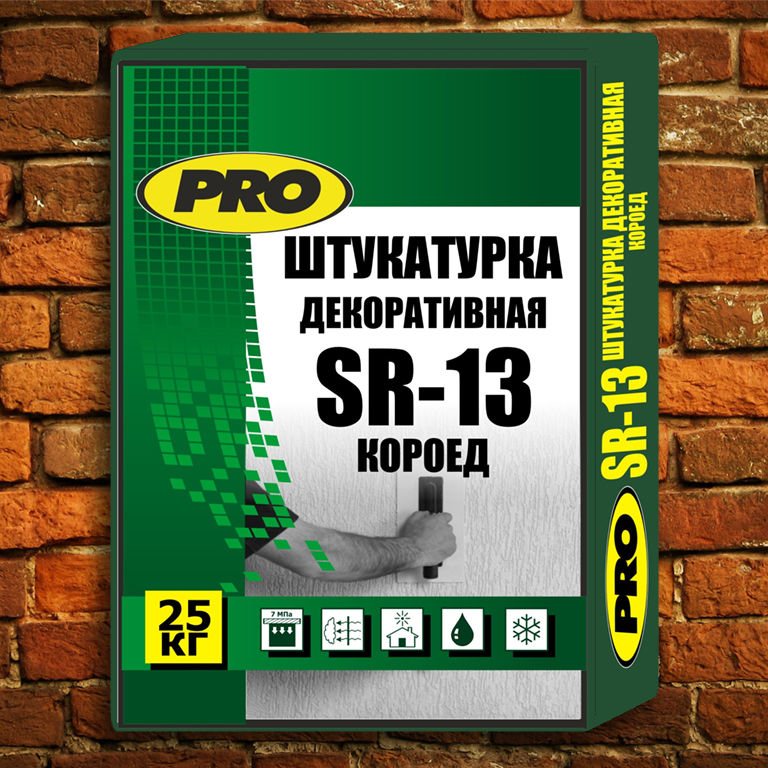 PRO
ШТУКАТУРКА
ДЕКОРАТИВНАЯ
SR-13
КОРОЕД
25
КГ
7 МПа
PRO SR-13 ШТУКАТУРКА ДЕКОРАТИВНАЯ
КОРОЕД